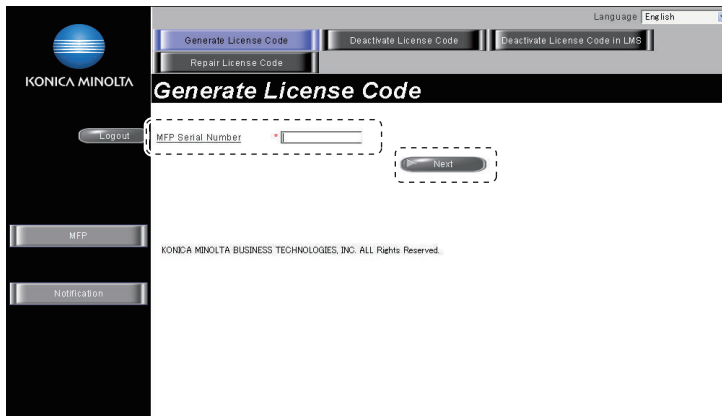 Language English
Generate License Code Deactivate License Code Deactivate License Code in LMS
Repair License Code
KONICA MINOLTA
Generate License Code
Logout
MFP Serial Number *
Next
MFP
KONICA MINOLTA BUSINESS TECHNOLOGIES, INC. ALL Rights Reserved.
Notification